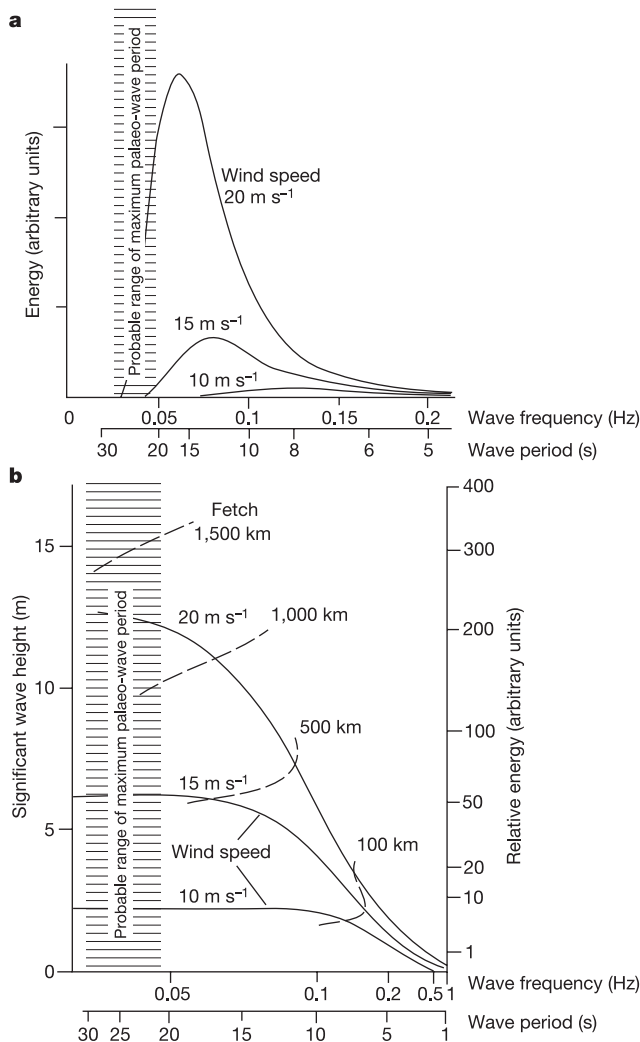 a
Probable range of maximum palaeo-wave period
Energy (arbitrary units)
Wind speed
20 m s⁻¹
15 m s⁻¹
10 m s⁻¹
0 0.05 0.1 0.15 0.2 Wave frequency (Hz)
30 20 15 10 8 6 5 Wave period (s)
b
Probable range of maximum palaeo-wave period
Significant wave height (m)
15
10
5
0
Fetch
1,500 km
20 m s⁻¹
1,000 km
500 km
15 m s⁻¹
Wind speed
100 km
10 m s⁻¹
400
300
200
100
50
20
10
1
Relative energy (arbitrary units)
0.05 0.1 0.2 0.5 1 Wave frequency (Hz)
30 25 20 15 10 5 1 Wave period (s)